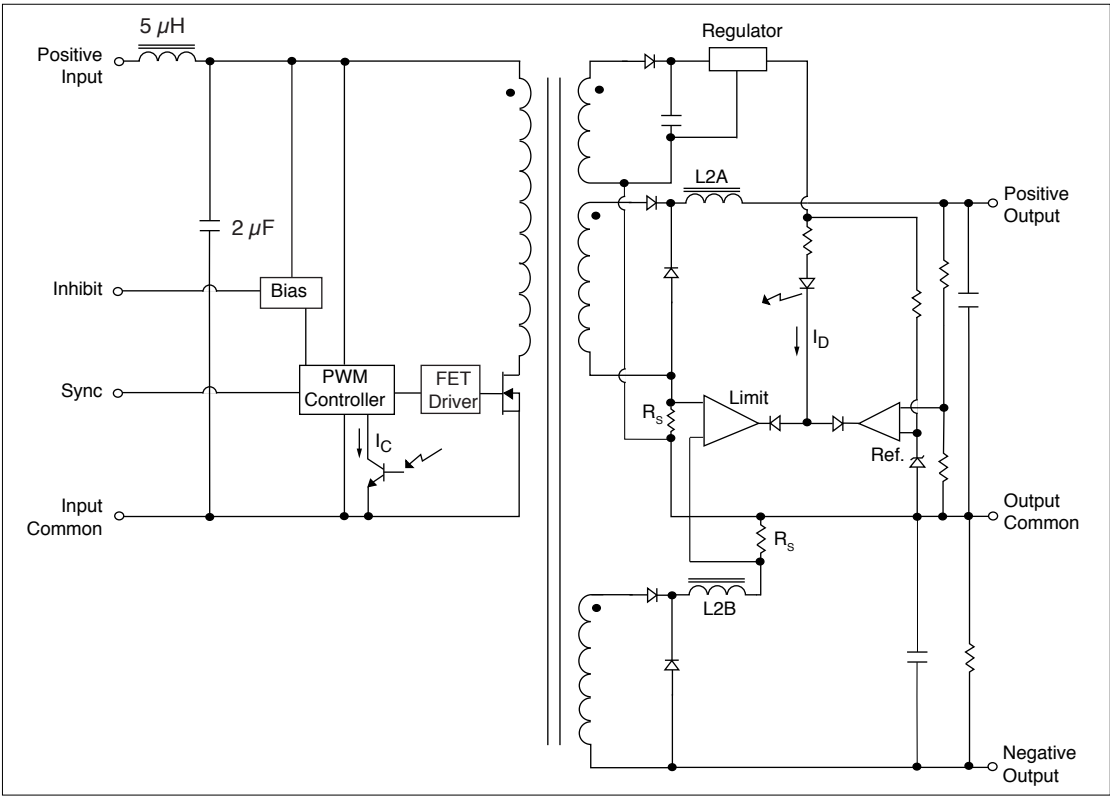 5 µH
Positive
Input
2 µF
Inhibit
Bias
Sync
PWM
Controller
FET
Driver
I_C
Input
Common
Regulator
L2A
Positive
Output
I_D
Limit
R_S
Ref.
Output
Common
R_S
L2B
Negative
Output